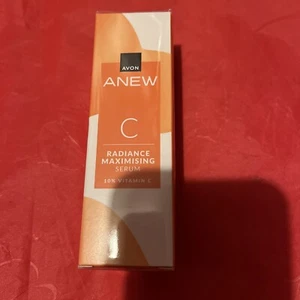 AVON
ANEW
C
RADIANCE
MAXIMISING
SERUM
10% VITAMIN C